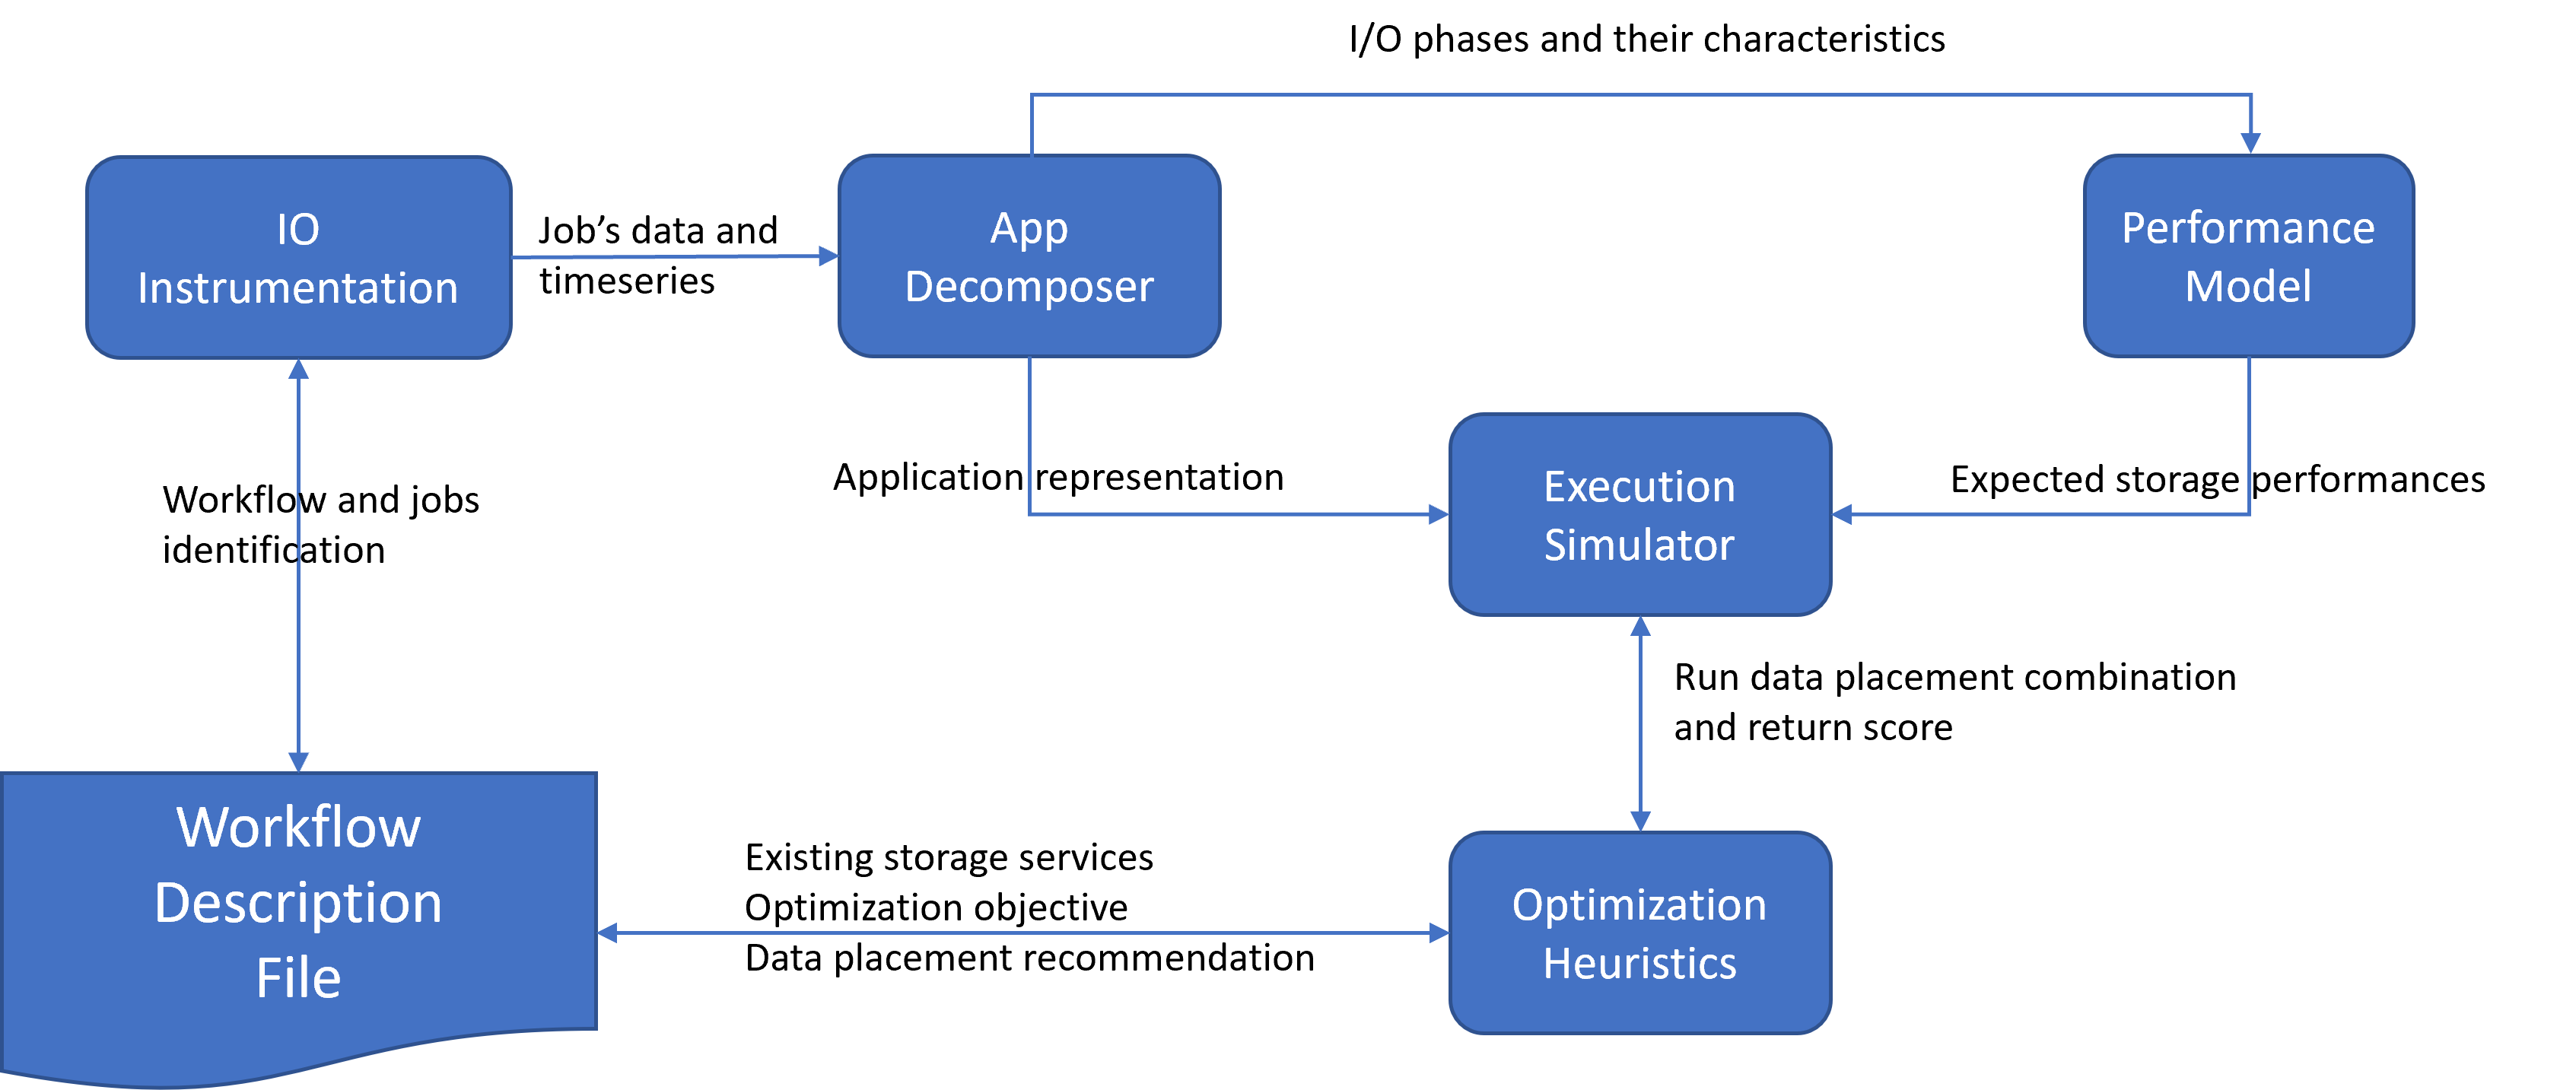 I/O phases and their characteristics
IO
Instrumentation
Job’s data and
timeseries
App
Decomposer
Performance
Model
Workflow and jobs
identification
Application representation
Execution
Simulator
Expected storage performances
Run data placement combination
and return score
Workflow
Description
File
Existing storage services
Optimization objective
Data placement recommendation
Optimization
Heuristics